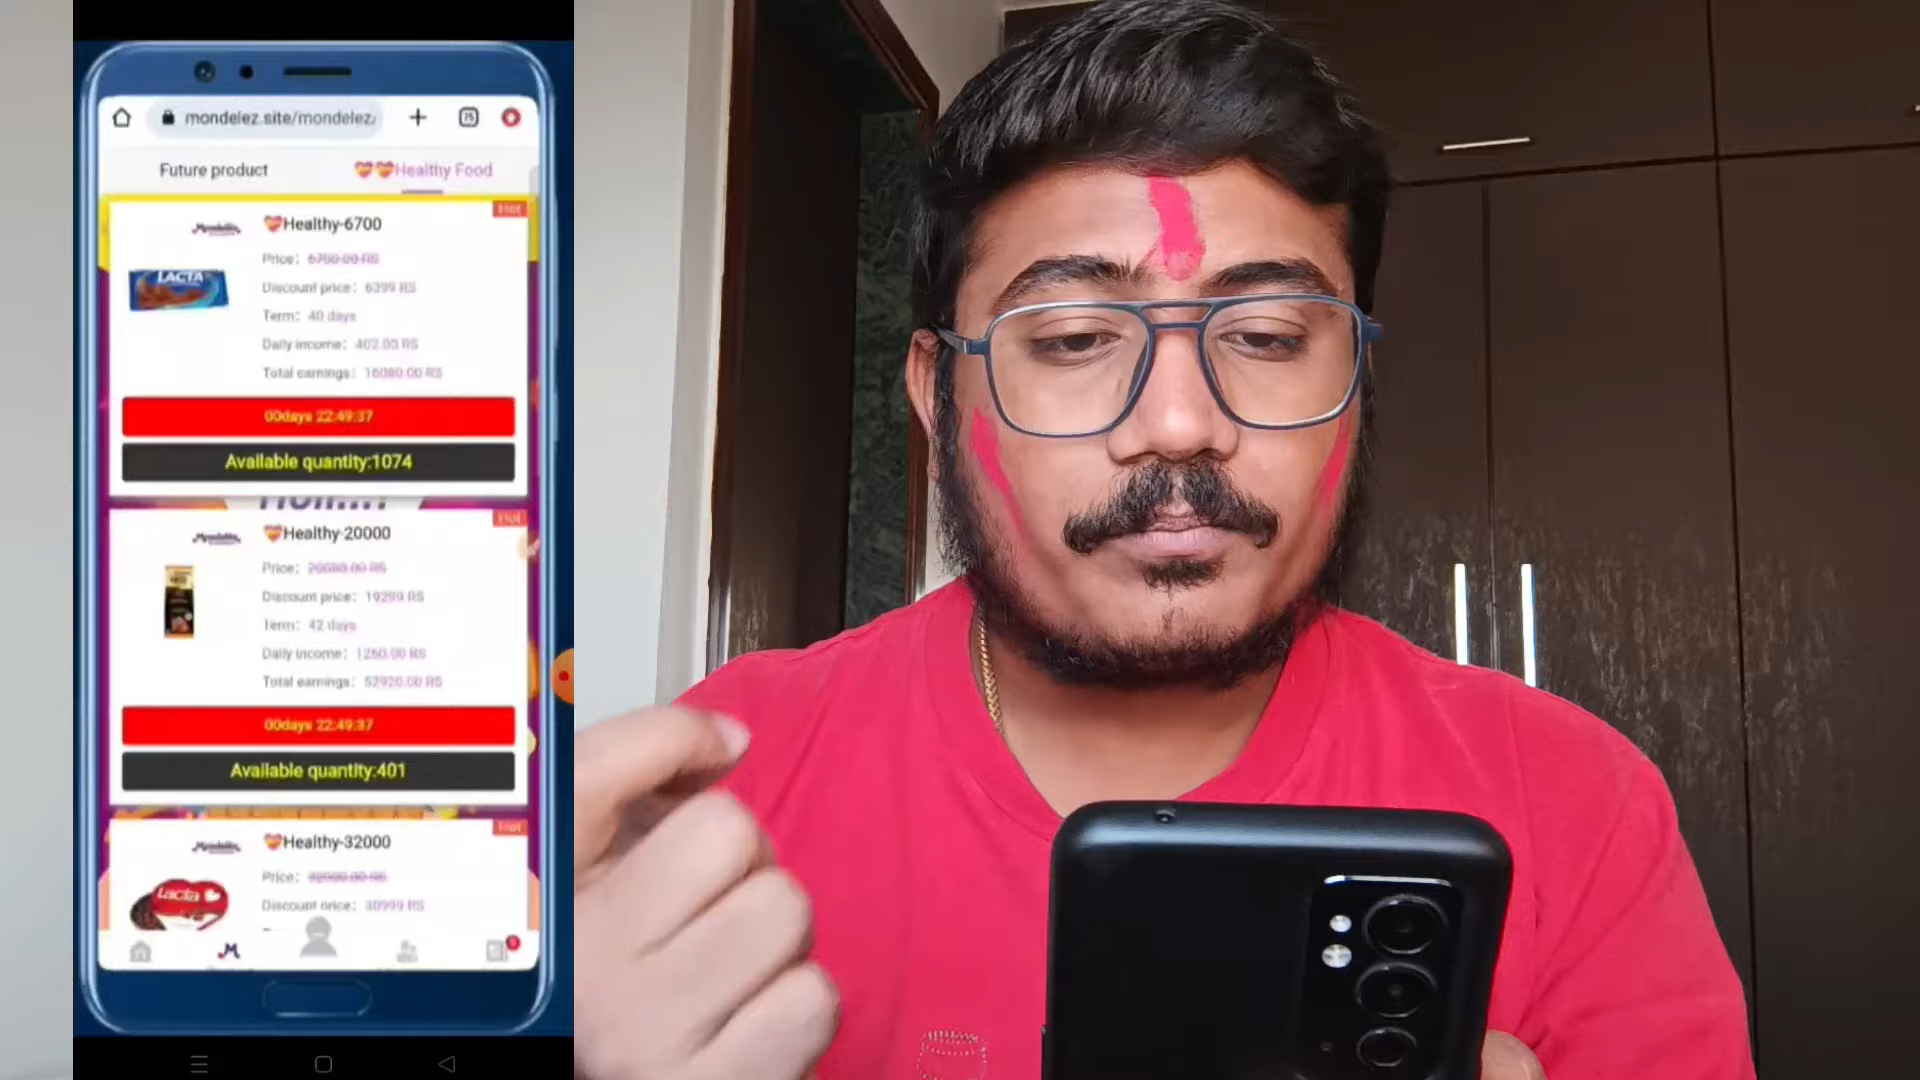 75
mondelez.site/mondelez/
Future product
💝💝Healthy Food
Hot
Mondelēz
💝Healthy-6700
LACTA
Price: 6700.00 RS
Discount price: 6399 RS
Term: 40 days
Daily income: 402.00 RS
Total earnings: 16080.00 RS
00days 22:49:37
Available quantity:1074
Hot
Mondelēz
💝Healthy-20000
Price: 20000.00 RS
Discount price: 19299 RS
Term: 42 days
Daily income: 1260.00 RS
Total earnings: 52920.00 RS
00days 22:49:37
Available quantity:401
Hot
Mondelēz
💝Healthy-32000
Lacta
Price: 32000.00 RS
Discount price: 30999 RS
M